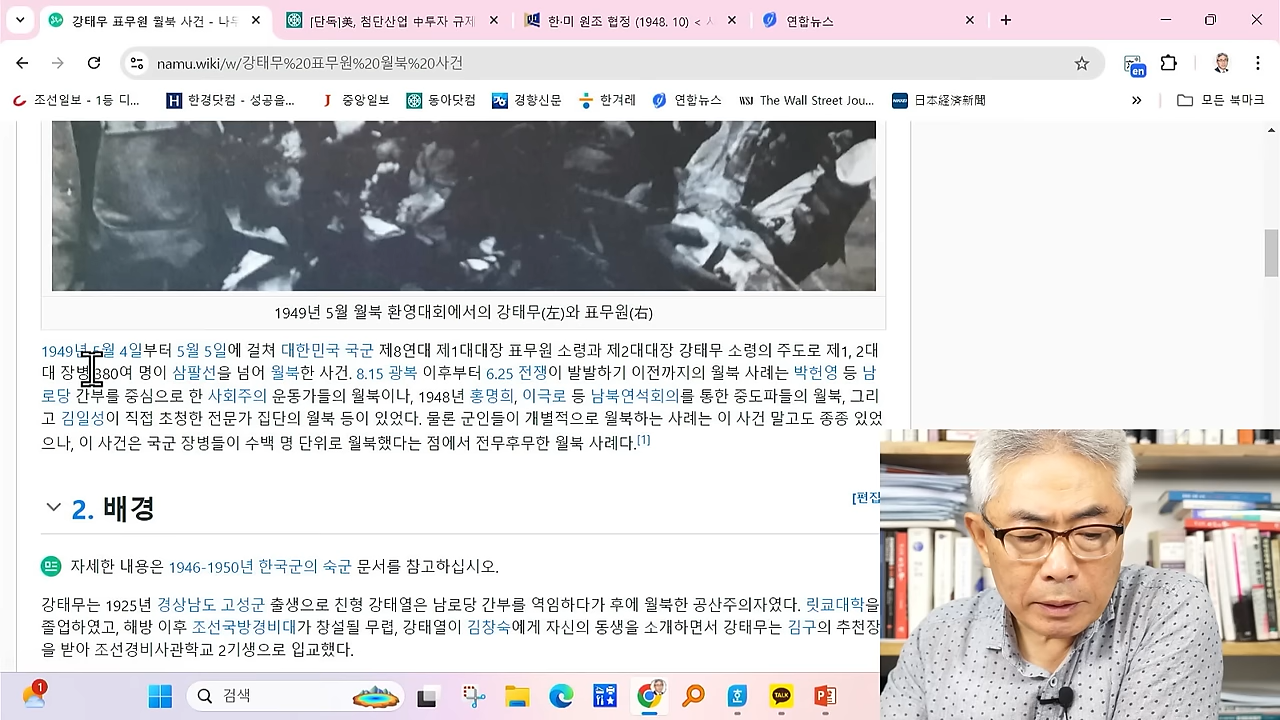 강태무 표무원 월북 사건 - 나
[단독]美, 첨단산업 中투자 규제
한·미 원조 협정 (1948. 10) <
연합뉴스
namu.wiki/w/강태무%20표무원%20월북%20사건
en
조선일보 - 1등 디...
H 한경닷컴 - 성공을...
J 중앙일보
동아닷컴
경향신문
한겨레
연합뉴스
WSJ The Wall Street Jou...
NIKKEI 日本経済新聞
모든 북마크
1949년 5월 월북 환영대회에서의 강태무(左)와 표무원(右)
1949년 5월 4일부터 5월 5일에 걸쳐 대한민국 국군 제8연대 제1대대장 표무원 소령과 제2대대장 강태무 소령의 주도로 제1, 2대
대 장병 380여 명이 삼팔선을 넘어 월북한 사건. 8.15 광복 이후부터 6.25 전쟁이 발발하기 이전까지의 월북 사례는 박헌영 등 남
로당 간부를 중심으로 한 사회주의 운동가들의 월북이나, 1948년 홍명희, 이극로 등 남북연석회의를 통한 중도파들의 월북, 그리
고 김일성이 직접 초청한 전문가 집단의 월북 등이 있었다. 물론 군인들이 개별적으로 월북하는 사례는 이 사건 말고도 종종 있었
으나, 이 사건은 국군 장병들이 수백 명 단위로 월북했다는 점에서 전무후무한 월북 사례다.[1]
2. 배경
[편집
자세한 내용은 1946-1950년 한국군의 숙군 문서를 참고하십시오.
강태무는 1925년 경상남도 고성군 출생으로 친형 강태열은 남로당 간부를 역임하다가 후에 월북한 공산주의자였다. 릿쿄대학을
졸업하였고, 해방 이후 조선국방경비대가 창설될 무렵, 강태열이 김창숙에게 자신의 동생을 소개하면서 강태무는 김구의 추천장
을 받아 조선경비사관학교 2기생으로 입교했다.
1
검색
TALK